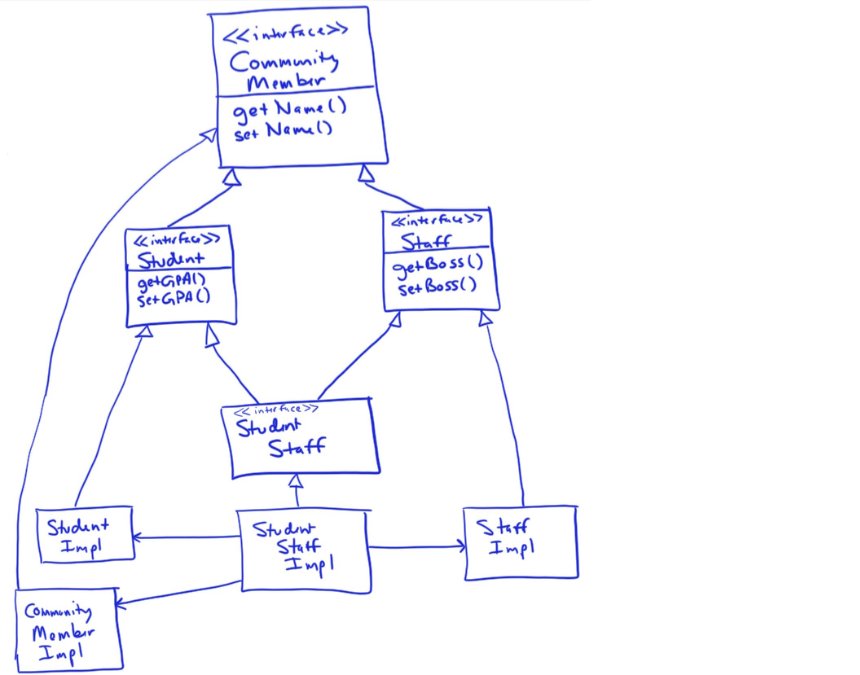 <<interface>>
Community
Member
getName()
setName()
<<interface>>
Student
getGPA()
setGPA()
<<interface>>
Staff
getBoss()
setBoss()
<<interface>>
Student
Staff
Student
Impl
Student
Staff
Impl
Staff
Impl
Community
Member
Impl